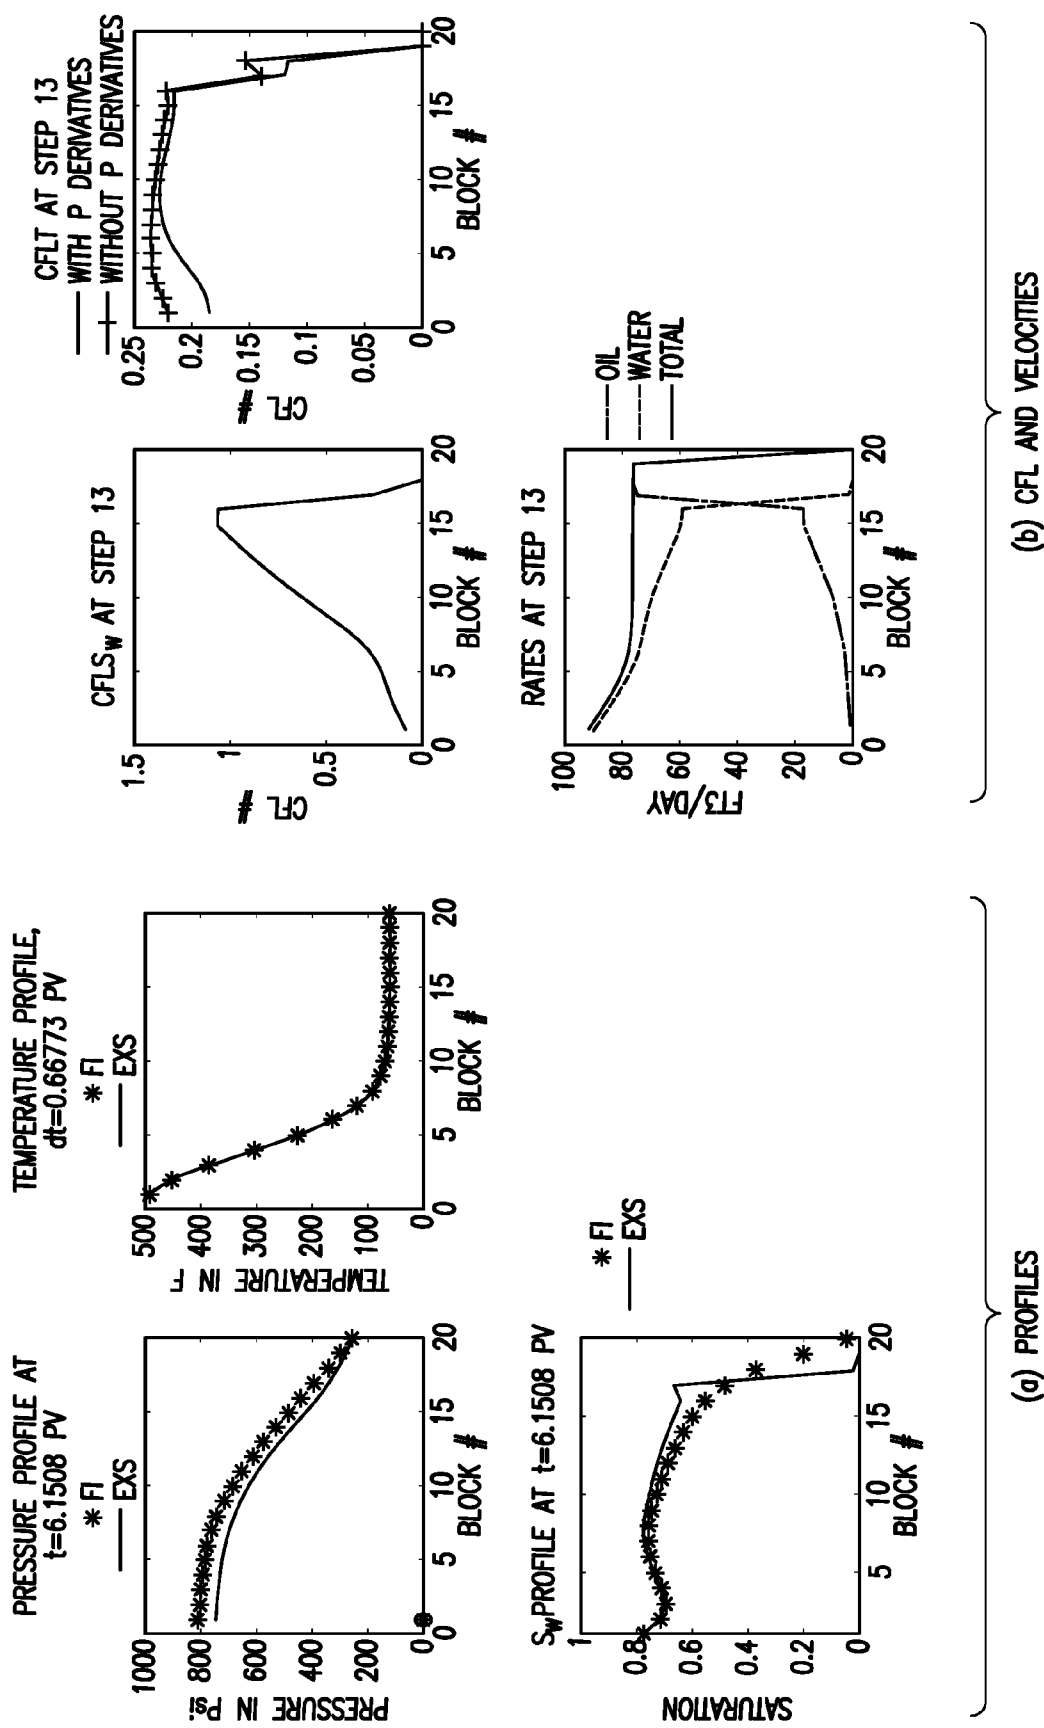 PRESSURE PROFILE AT
t=6.1508 PV
* FI
— EXS
PRESSURE IN Psi
1000
800
600
400
200
0
0
5
10
15
20
BLOCK #
TEMPERATURE PROFILE,
dt=0.66773 PV
* FI
— EXS
TEMPERATURE IN F
500
400
300
200
100
0
0
5
10
15
20
BLOCK #
SW PROFILE AT t=6.1508 PV
* FI
— EXS
SATURATION
1
0.8
0.6
0.4
0.2
0
5
10
15
20
BLOCK #
(a) PROFILES
CFLSW AT STEP 13
CFL #
1.5
1
0.5
0
0
5
10
15
20
BLOCK #
CFLT AT STEP 13
— WITH P DERIVATIVES
—+— WITHOUT P DERIVATIVES
CFL #
0.25
0.2
0.15
0.1
0.05
0
0
5
10
15
20
BLOCK #
RATES AT STEP 13
OIL
WATER
TOTAL
FT3/DAY
100
80
60
40
20
0
0
5
10
15
20
BLOCK #
(b) CFL AND VELOCITIES